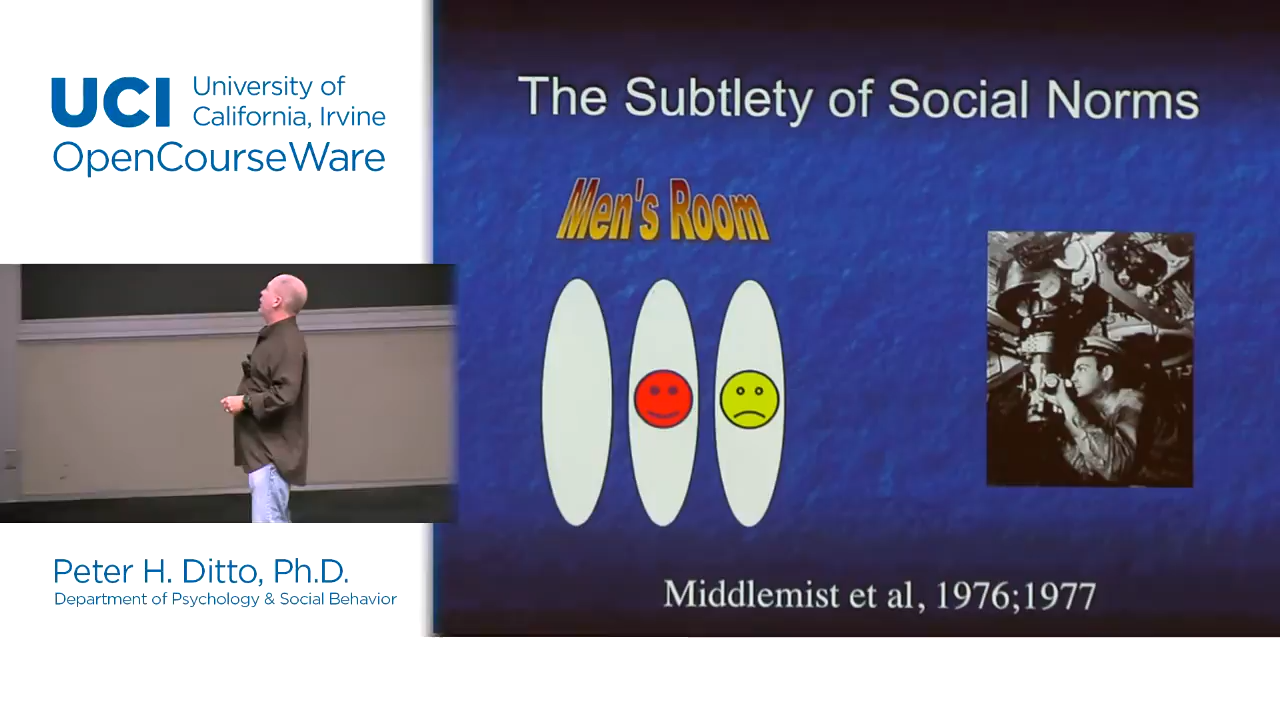 UCI University of
California, Irvine
OpenCourseWare
The Subtlety of Social Norms
Men's Room
Middlemist et al, 1976;1977
Peter H. Ditto, Ph.D.
Department of Psychology & Social Behavior